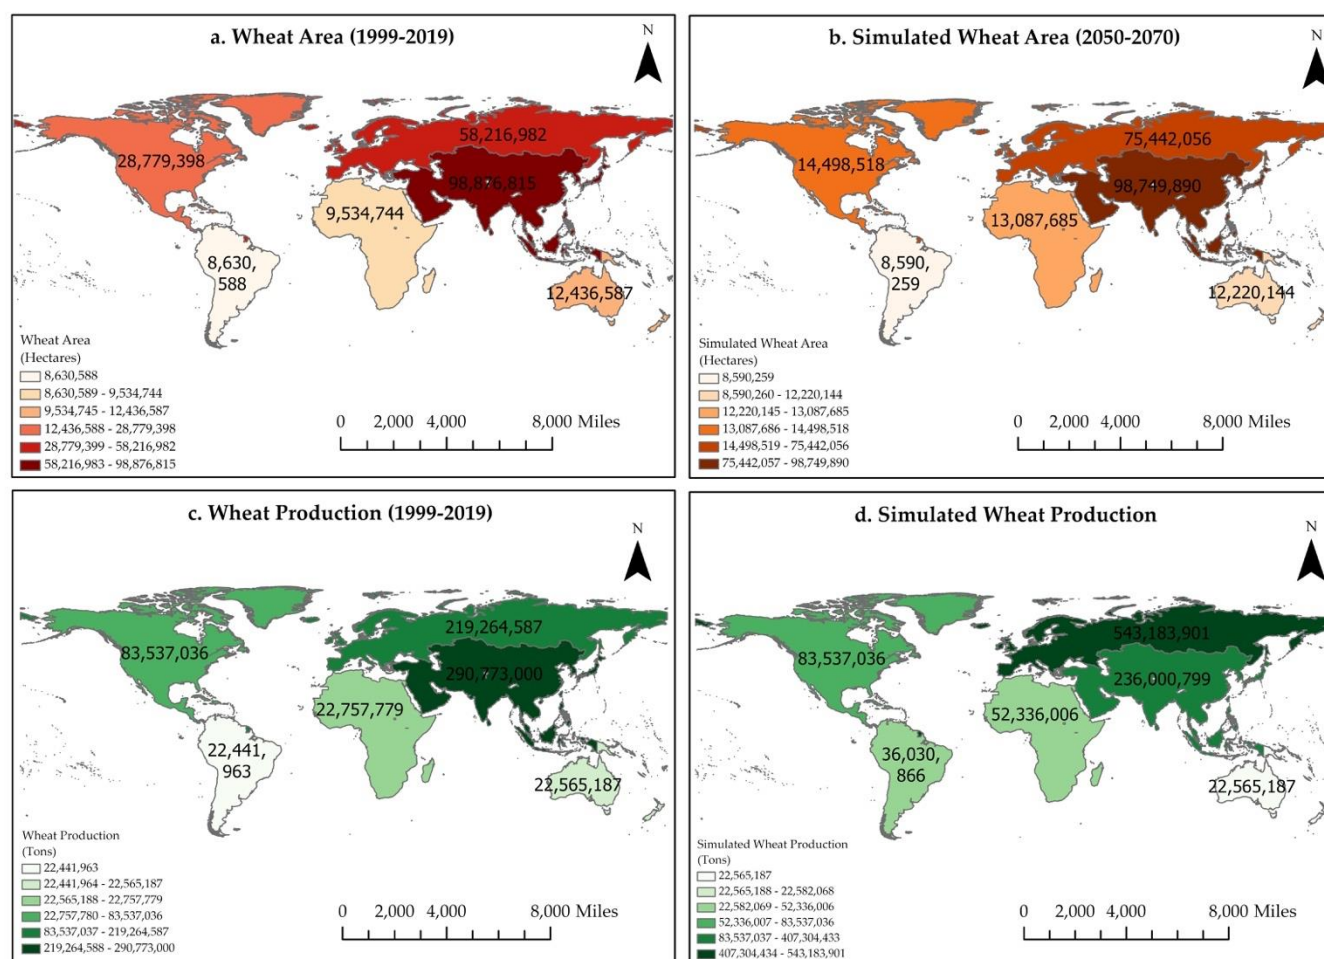 a. Wheat Area (1999-2019)
N
28,779,398
58,216,982
98,876,815
9,534,744
8,630,
588
12,436,587
Wheat Area
(Hectares)
8,630,588
8,630,589 - 9,534,744
9,534,745 - 12,436,587
12,436,588 - 28,779,398
28,779,399 - 58,216,982
58,216,983 - 98,876,815
0 2,000 4,000 8,000 Miles
b. Simulated Wheat Area (2050-2070)
N
14,498,518
75,442,056
98,749,890
13,087,685
8,590,
259
12,220,144
Simulated Wheat Area
(Hectares)
8,590,259
8,590,260 - 12,220,144
12,220,145 - 13,087,685
13,087,686 - 14,498,518
14,498,519 - 75,442,056
75,442,057 - 98,749,890
0 2,000 4,000 8,000 Miles
c. Wheat Production (1999-2019)
N
83,537,036
219,264,587
290,773,000
22,757,779
22,441,
963
22,565,187
Wheat Production
(Tons)
22,441,963
22,441,964 - 22,565,187
22,565,188 - 22,757,779
22,757,780 - 83,537,036
83,537,037 - 219,264,587
219,264,588 - 290,773,000
0 2,000 4,000 8,000 Miles
d. Simulated Wheat Production
N
83,537,036
543,183,901
236,000,799
52,336,006
36,030,
866
22,565,187
Simulated Wheat Production
(Tons)
22,565,187
22,565,188 - 22,582,068
22,582,069 - 52,336,006
52,336,007 - 83,537,036
83,537,037 - 407,304,433
407,304,434 - 543,183,901
0 2,000 4,000 8,000 Miles